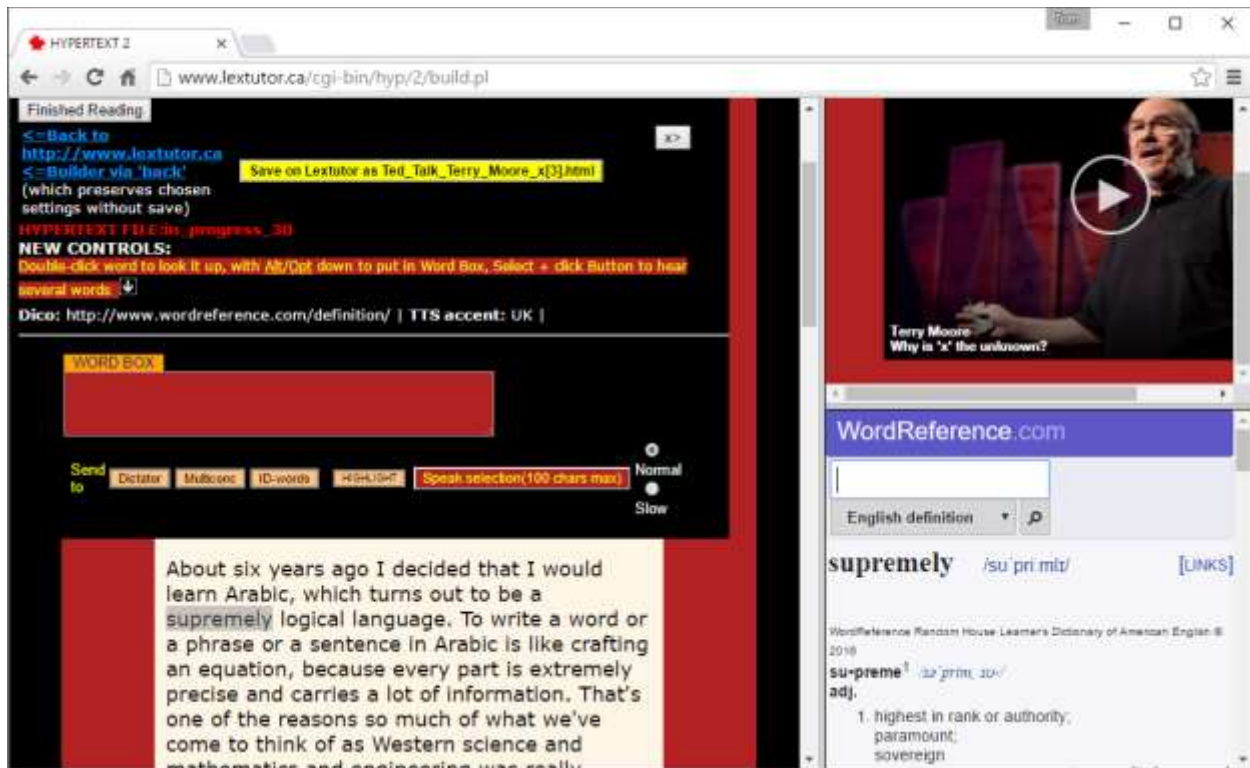 HYPERTEXT 2
www.lextutor.ca/cgi-bin/hyp/2/build.pl
Finished Reading
<=Back to
http://www.lextutor.ca
<=Builder via 'back'
(which preserves chosen
settings without save)
x>
Save on Lextutor as Ted_Talk_Terry_Moore_x[3].html
HYPERTEXT FILE:in_progress_30
NEW CONTROLS:
Double-click word to look it up, with Alt/Opt down to put in Word Box, Select + click Button to hear
several words
Dico: http://www.wordreference.com/definition/ | TTS accent: UK |
WORD BOX
Send
to
Dictator
Multiconc
ID-words
HIGHLIGHT
Speak selection(100 chars max)
Normal
Slow
About six years ago I decided that I would
learn Arabic, which turns out to be a
supremely logical language. To write a word or
a phrase or a sentence in Arabic is like crafting
an equation, because every part is extremely
precise and carries a lot of information. That's
one of the reasons so much of what we've
come to think of as Western science and
mathematics and engineering was really
Terry Moore
Why is 'x' the unknown?
WordReference.com
English definition
supremely
[LINKS]
WordReference Random House Learner's Dictionary of American English ©
2016
su•preme1
adj.
1. highest in rank or authority;
paramount;
sovereign